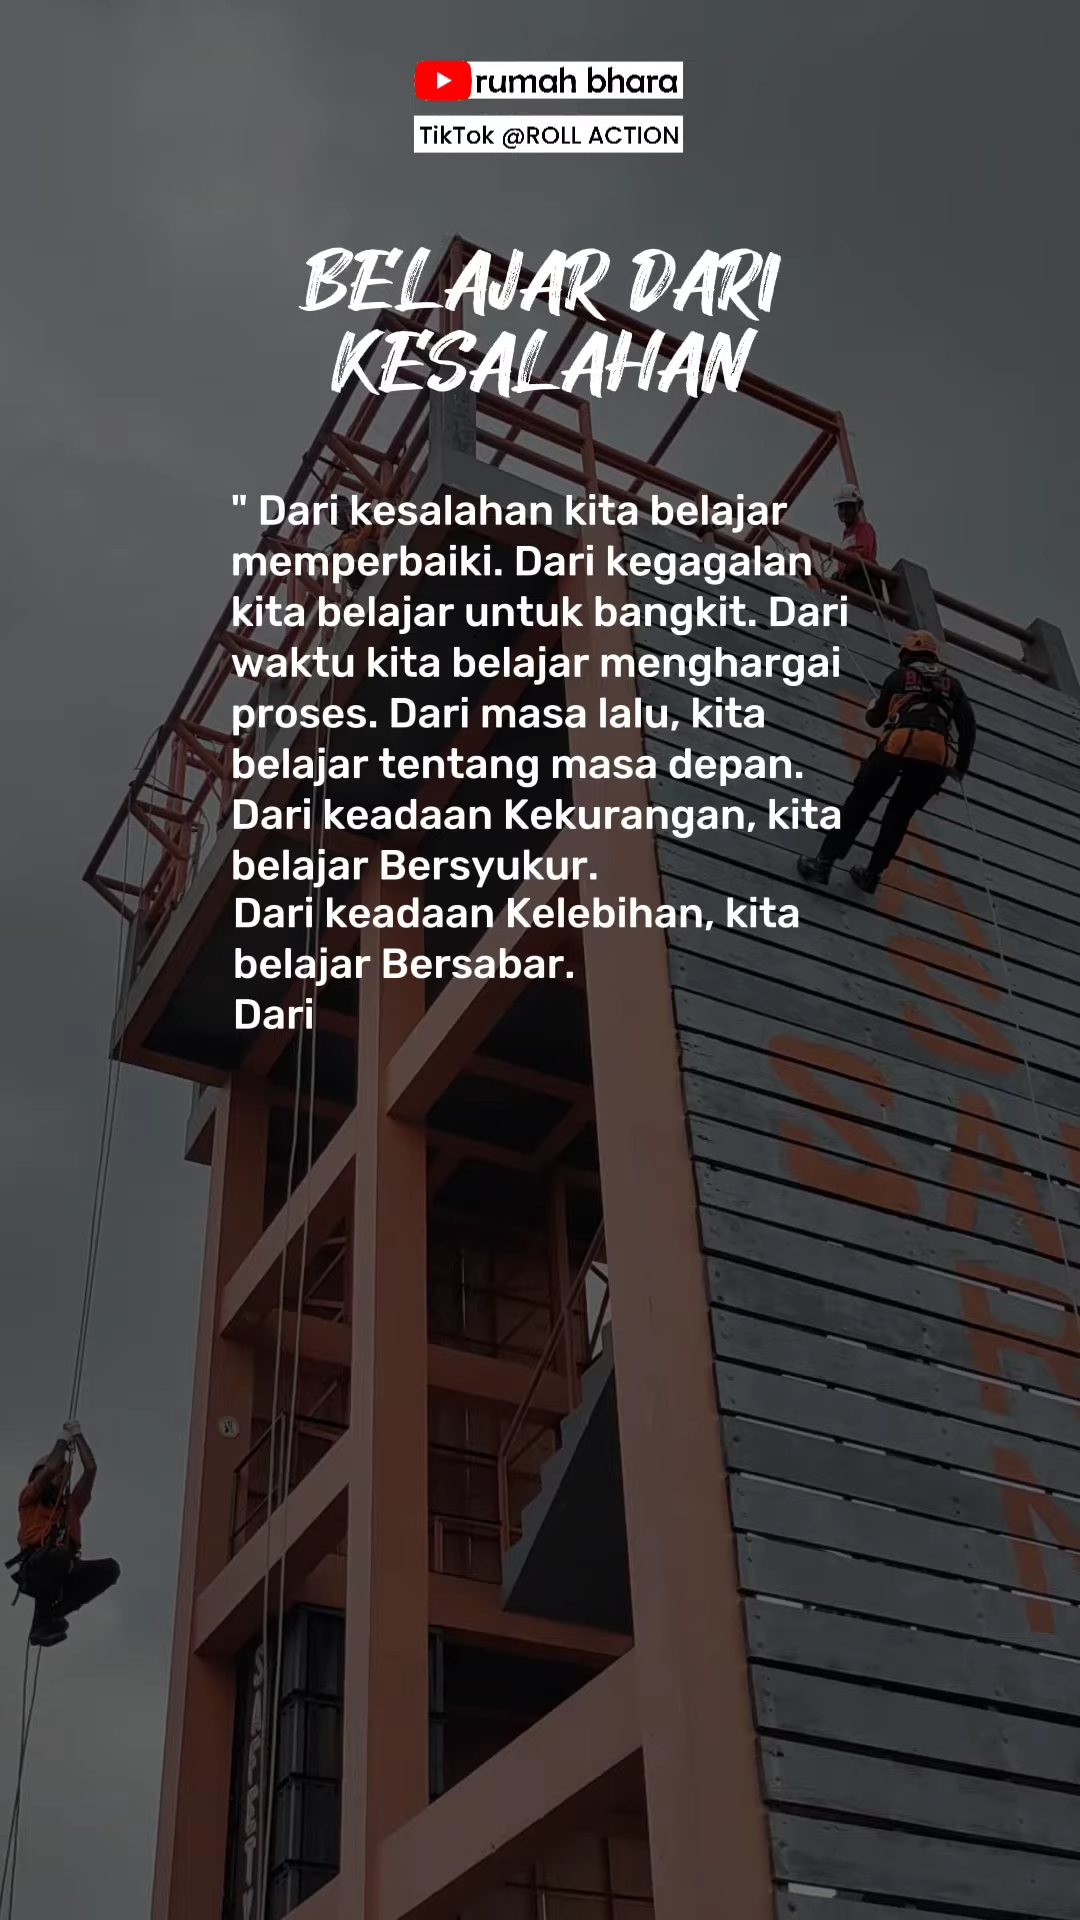 rumah bhara
TikTok @ROLL ACTION
BELAJAR DARI
KESALAHAN
" Dari kesalahan kita belajar
memperbaiki. Dari kegagalan
kita belajar untuk bangkit. Dari
waktu kita belajar menghargai
proses. Dari masa lalu, kita
belajar tentang masa depan.
Dari keadaan Kekurangan, kita
belajar Bersyukur.
Dari keadaan Kelebihan, kita
belajar Bersabar.
Dari